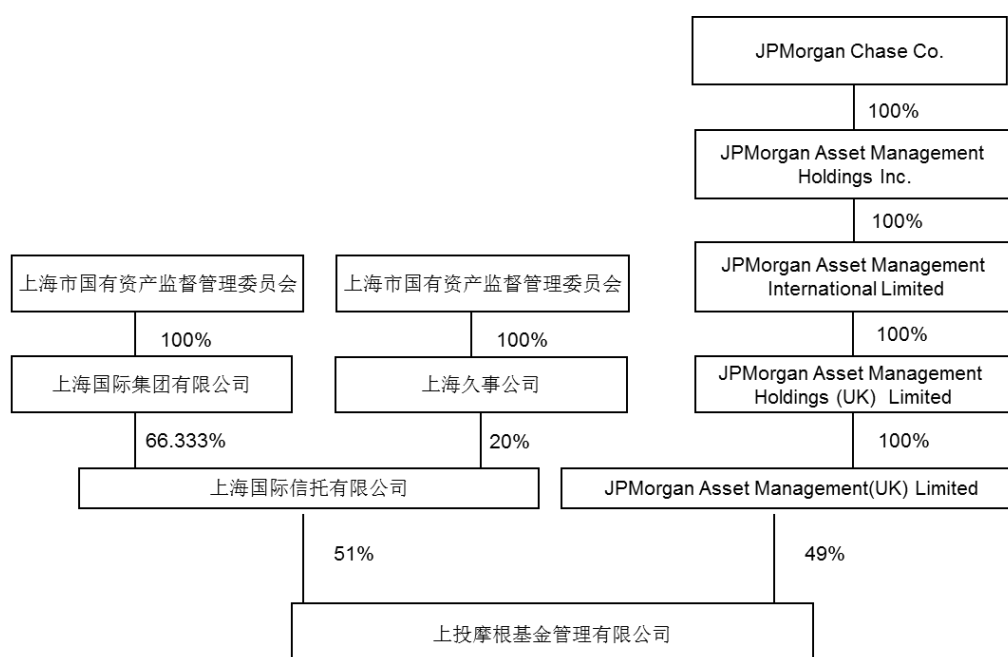 JPMorgan Chase Co.
100%
JPMorgan Asset Management
Holdings Inc.
100%
上海市国有资产监督管理委员会
上海市国有资产监督管理委员会
JPMorgan Asset Management
International Limited
100%
100%
100%
上海国际集团有限公司
上海久事公司
JPMorgan Asset Management
Holdings (UK) Limited
66.333%
20%
100%
上海国际信托有限公司
JPMorgan Asset Management(UK) Limited
51%
49%
上投摩根基金管理有限公司